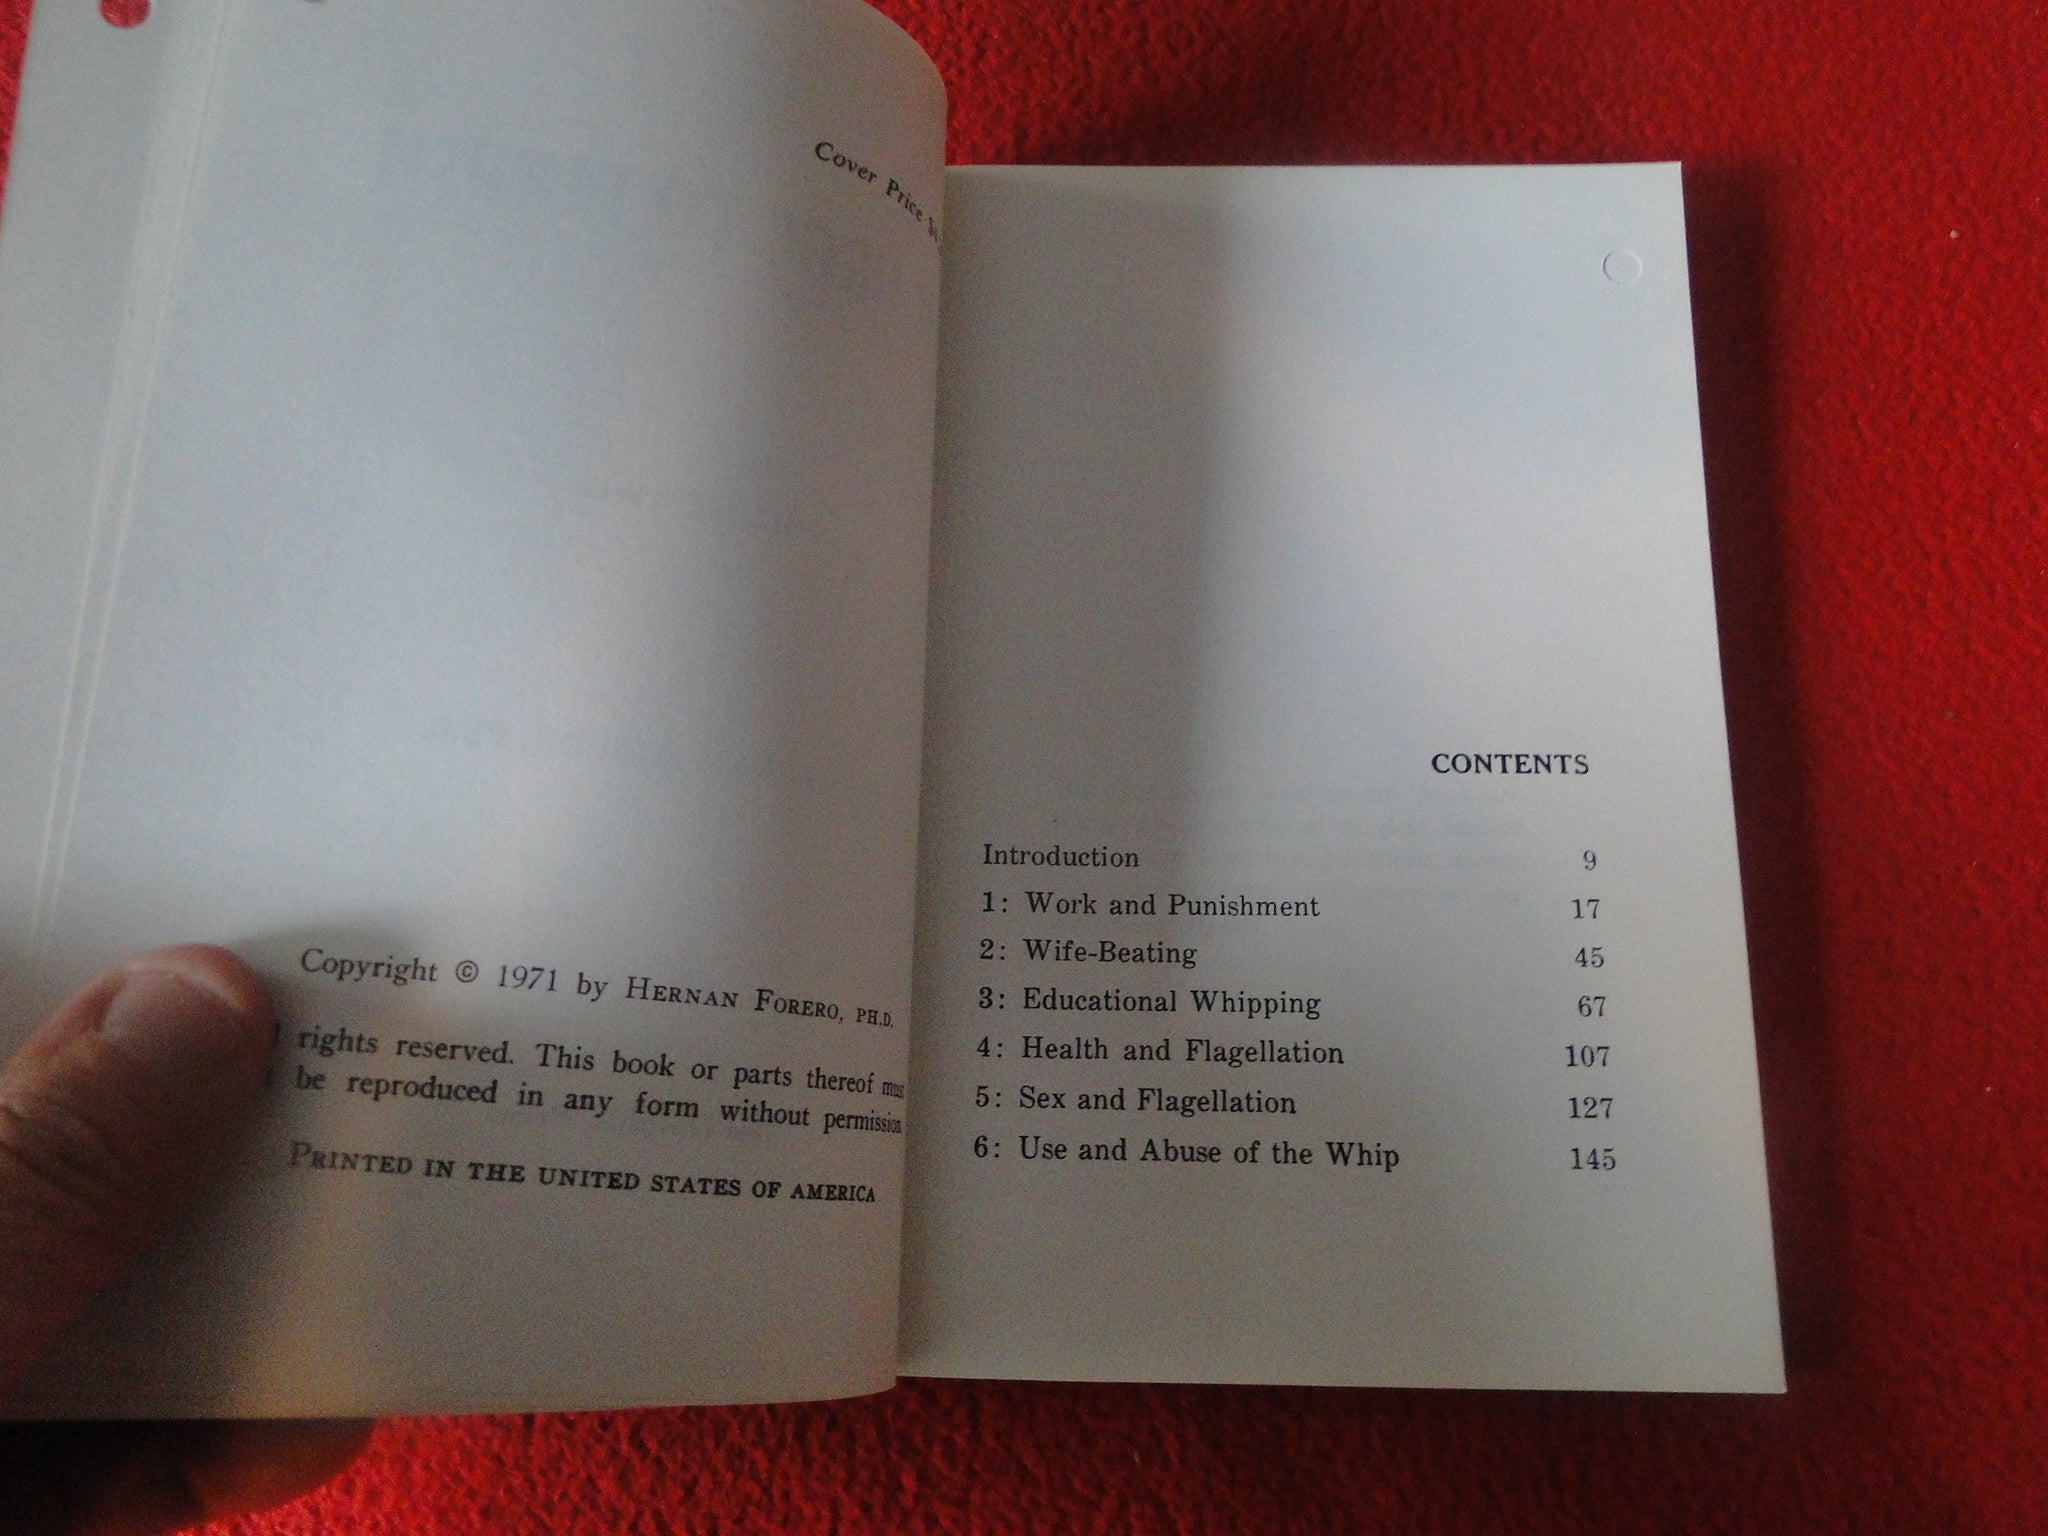 Cover Price
Copyright © 1971 by HERNAN FORERO, PH.D.
rights reserved. This book or parts thereof
be reproduced in any form without permission
PRINTED IN THE UNITED STATES OF AMERICA
CONTENTS
Introduction 9
1: Work and Punishment 17
2: Wife-Beating 45
3: Educational Whipping 67
4: Health and Flagellation 107
5: Sex and Flagellation 127
6: Use and Abuse of the Whip 145